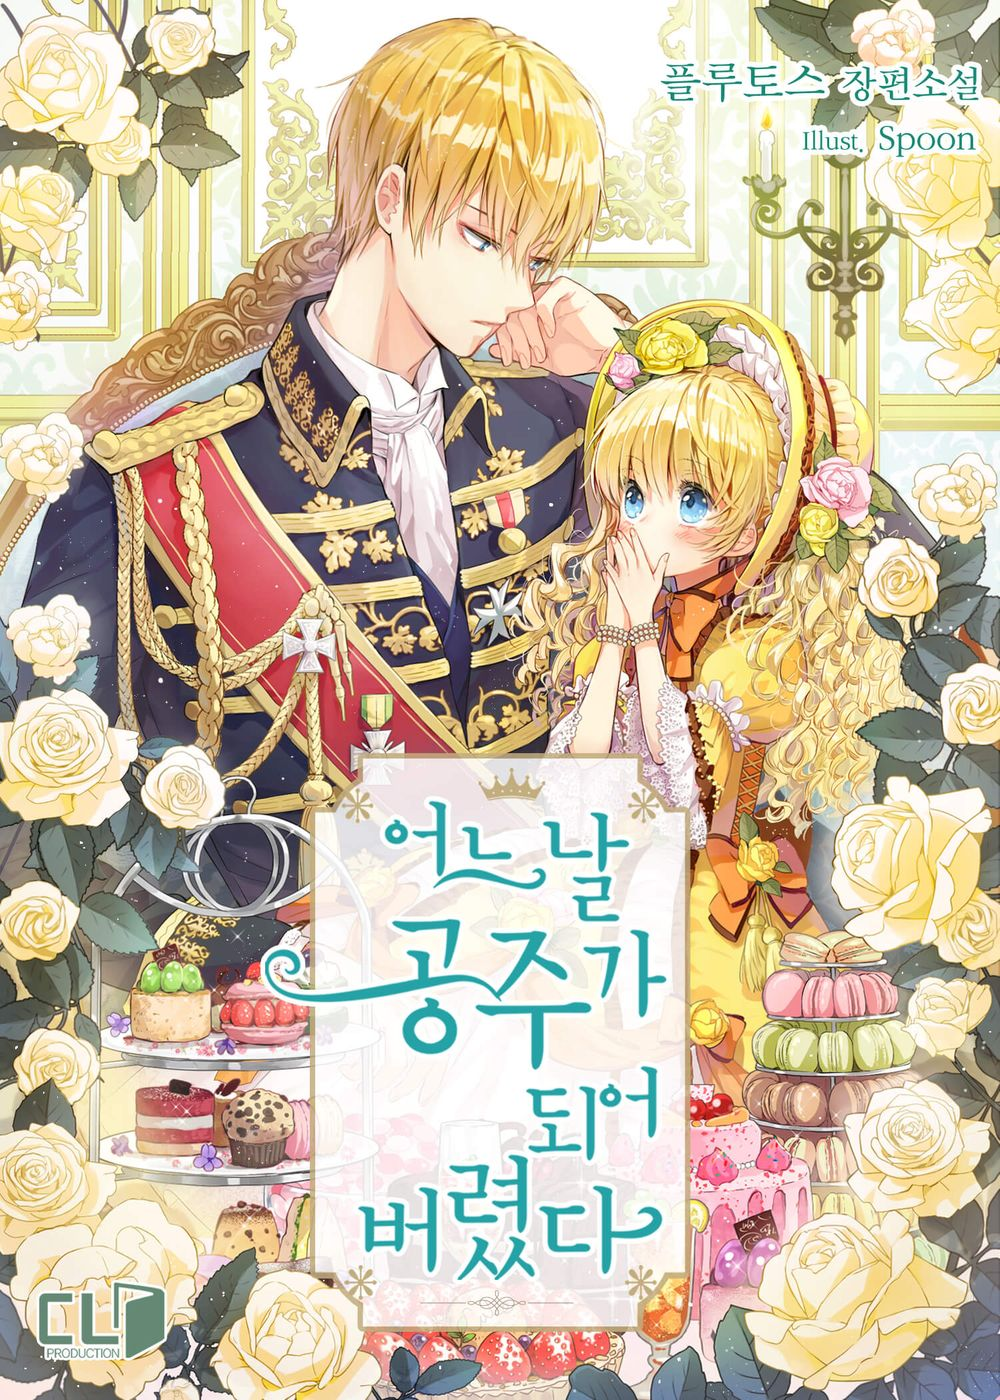 플루토스 장편소설
Illust. Spoon
어느 날
공주가
되어
버렸다
CL
PRODUCTION